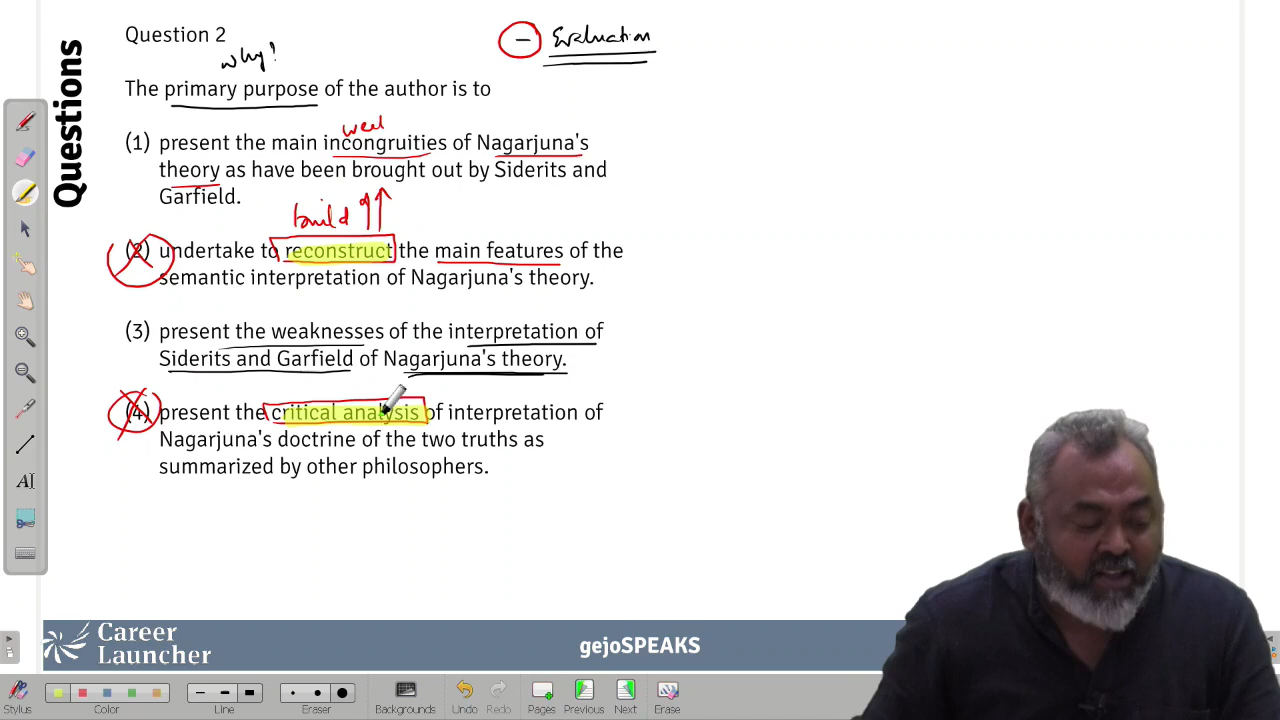 Questions
Question 2
why?
- Evaluation
The primary purpose of the author is to
(1) present the main incongruities of Nagarjuna's
theory as have been brought out by Siderits and
Garfield.
build
(2) undertake to reconstruct the main features of the
semantic interpretation of Nagarjuna's theory.
(3) present the weaknesses of the interpretation of
Siderits and Garfield of Nagarjuna's theory.
(4) present the critical analysis of interpretation of
Nagarjuna's doctrine of the two truths as
summarized by other philosophers.
A
Career
Launcher
gejoSPEAKS
Stylus
Color
Line
Eraser
Backgrounds
Undo
Redo
Pages
Previous
Next
Erase